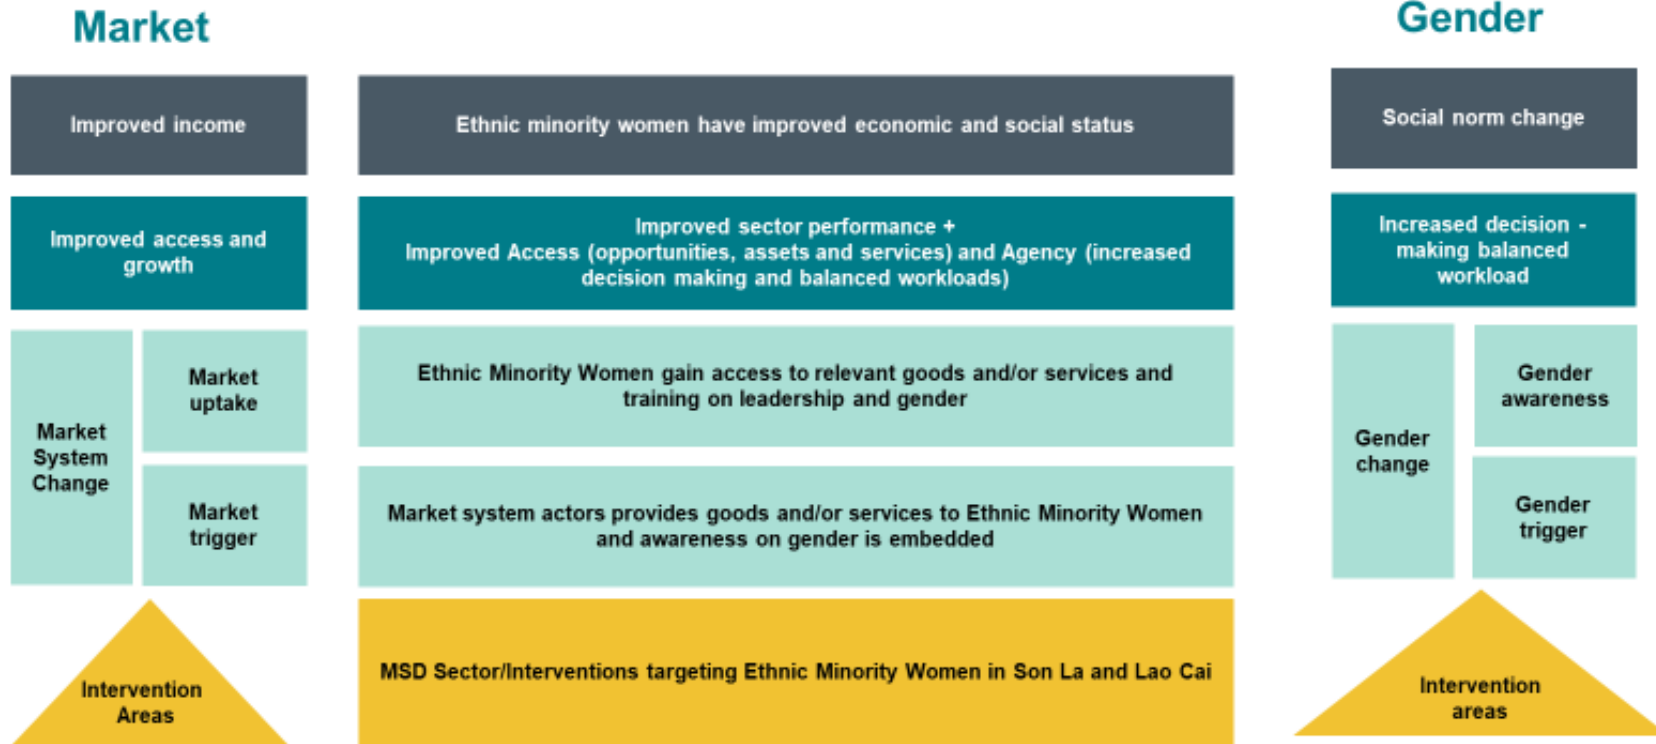 Market
Gender
Improved income
Ethnic minority women have improved economic and social status
Social norm change
Improved access and
growth
Improved sector performance +
Improved Access (opportunities, assets and services) and Agency (increased
decision making and balanced workloads)
Increased decision -
making balanced
workload
Market
System
Change
Market
uptake
Market
trigger
Ethnic Minority Women gain access to relevant goods and/or services and
training on leadership and gender
Market system actors provides goods and/or services to Ethnic Minority Women
and awareness on gender is embedded
Gender
change
Gender
awareness
Gender
trigger
Intervention
Areas
MSD Sector/Interventions targeting Ethnic Minority Women in Son La and Lao Cai
Intervention
areas